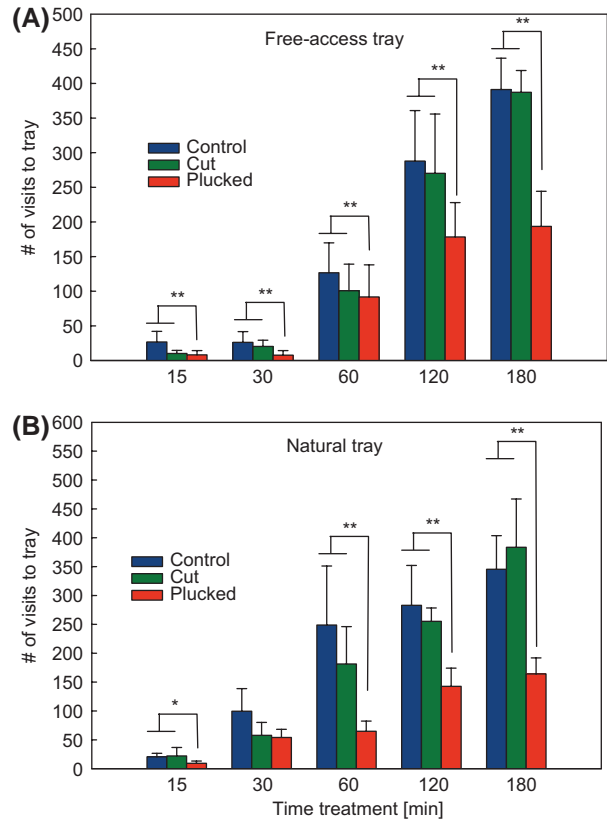 (A)
Free-access tray
# of visits to tray
500
450
400
350
300
250
200
150
100
50
0
Control
Cut
Plucked
**
**
**
**
**
15 30 60 120 180
(B)
Natural tray
# of visits to tray
600
550
500
450
400
350
300
250
200
150
100
50
0
Control
Cut
Plucked
*
**
**
**
15 30 60 120 180
Time treatment [min]